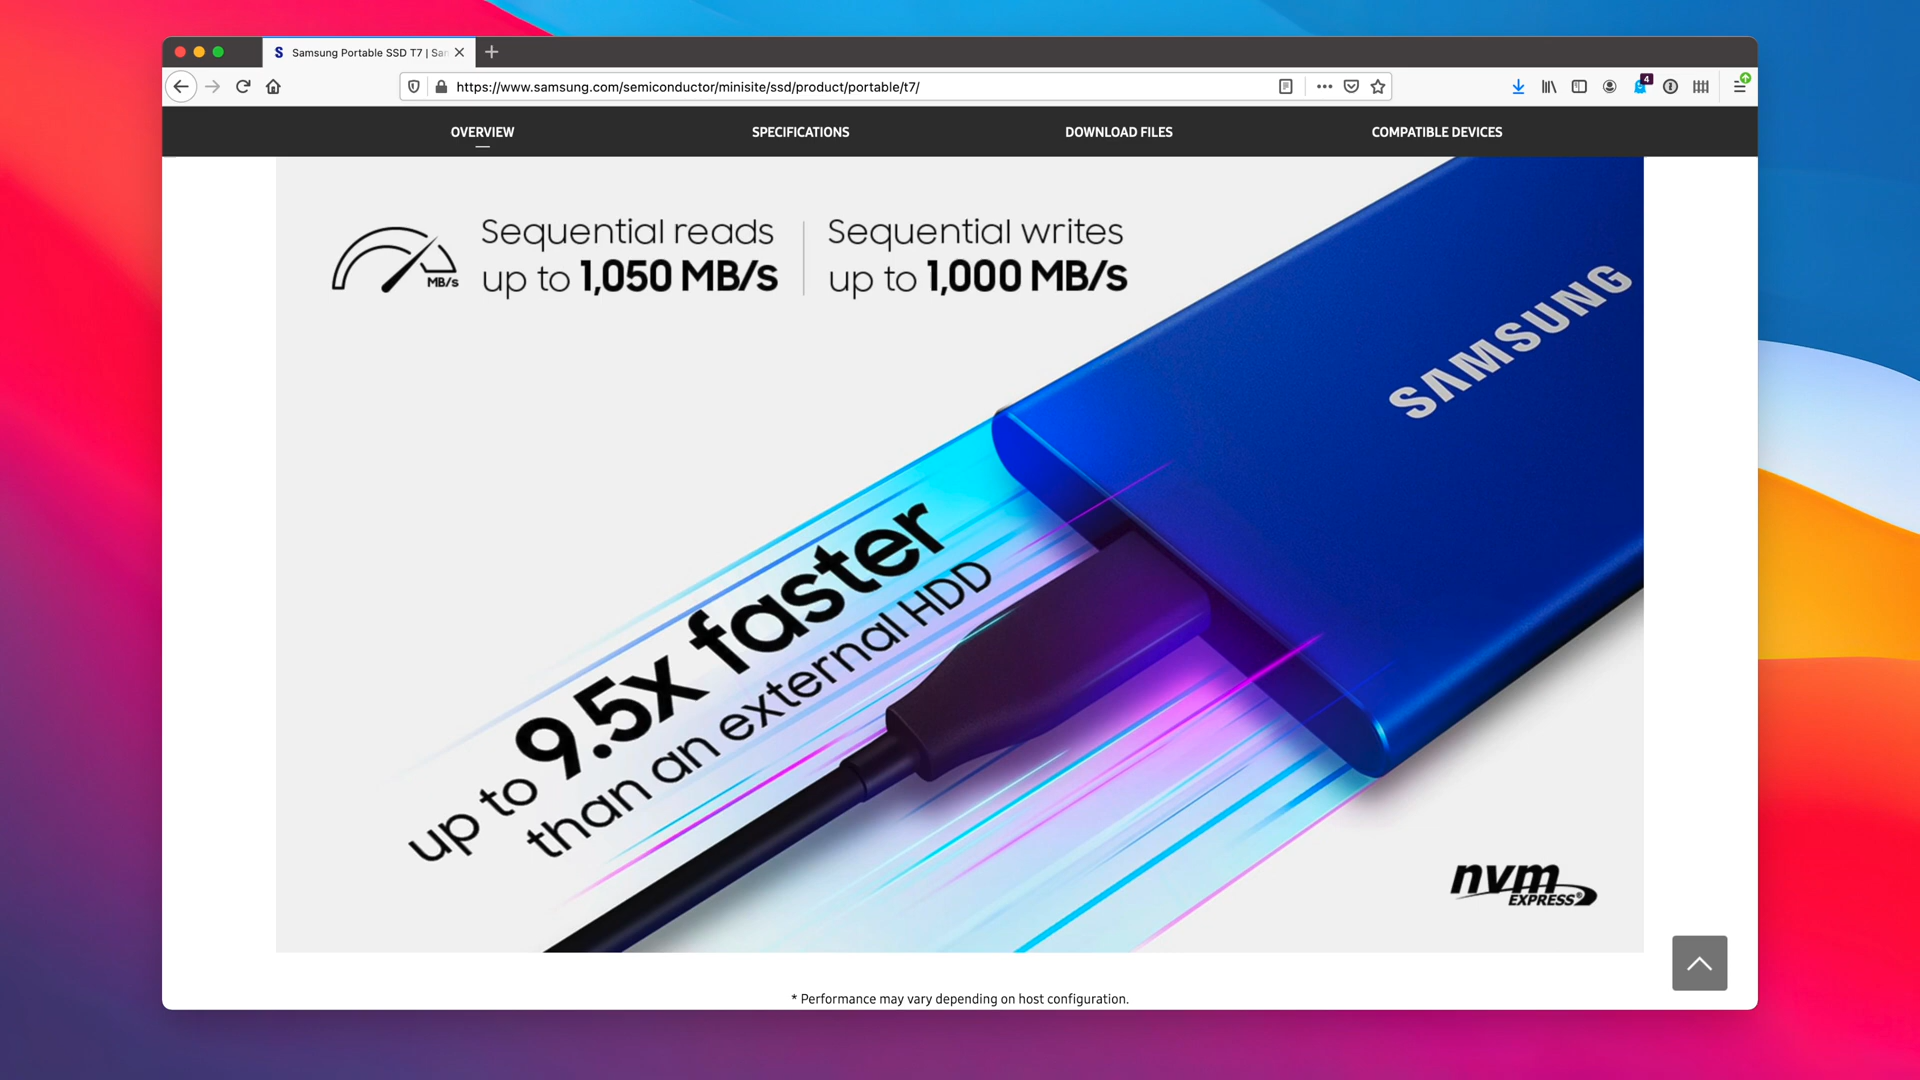 Samsung Portable SSD T7 | Sam
https://www.samsung.com/semiconductor/minisite/ssd/product/portable/t7/
4
OVERVIEW
SPECIFICATIONS
DOWNLOAD FILES
COMPATIBLE DEVICES
MB/s
Sequential reads
up to 1,050 MB/s
Sequential writes
up to 1,000 MB/s
SAMSUNG
up to 9.5x faster
than an external HDD
nvm
EXPRESS®
* Performance may vary depending on host configuration.